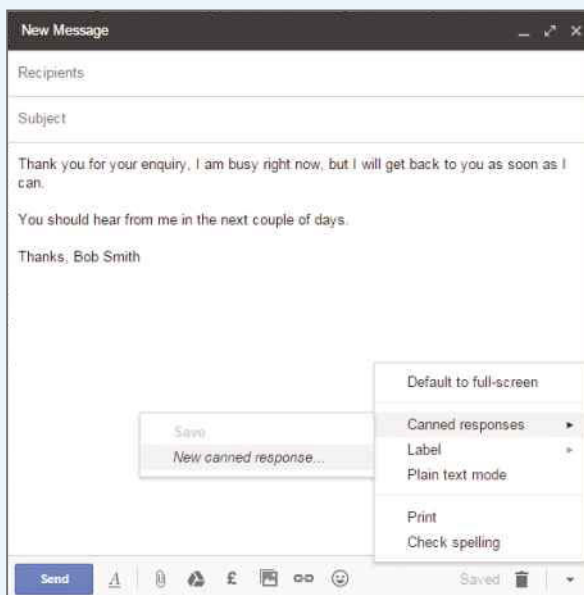 New Message
Recipients
Subject
Thank you for your enquiry, I am busy right now, but I will get back to you as soon as I
can.
You should hear from me in the next couple of days.
Thanks, Bob Smith
Default to full-screen
Canned responses
Save
New canned response...
Label
Plain text mode
Print
Check spelling
Send A £ Saved